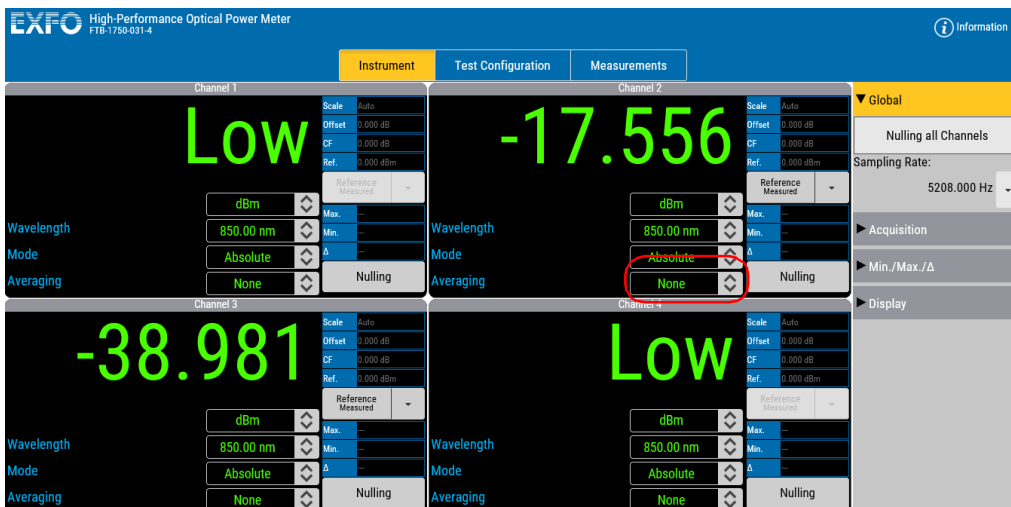 EXFO High-Performance Optical Power Meter
FTB-1750-031-4
Information
Instrument Test Configuration Measurements
Channel 1
Low
Scale Auto
Offset 0.000 dB
CF 0.000 dB
Ref. 0.000 dBm
Reference
Measured
dBm
Max. --
Wavelength 850.00 nm
Min. --
Mode Absolute
Δ --
Averaging None
Nulling
Channel 2
-17.556
Scale Auto
Offset 0.000 dB
CF 0.000 dB
Ref. 0.000 dBm
Reference
Measured
dBm
Max. --
Wavelength 850.00 nm
Min. --
Mode Absolute
Δ --
Averaging None
Nulling
Channel 3
-38.981
Scale Auto
Offset 0.000 dB
CF 0.000 dB
Ref. 0.000 dBm
Reference
Measured
dBm
Max. --
Wavelength 850.00 nm
Min. --
Mode Absolute
Δ --
Averaging None
Nulling
Channel 4
Low
Scale Auto
Offset 0.000 dB
CF 0.000 dB
Ref. 0.000 dBm
Reference
Measured
dBm
Max. --
Wavelength 850.00 nm
Min. --
Mode Absolute
Δ --
Averaging None
Nulling
Global
Nulling all Channels
Sampling Rate:
5208.000 Hz
Acquisition
Min./Max./Δ
Display